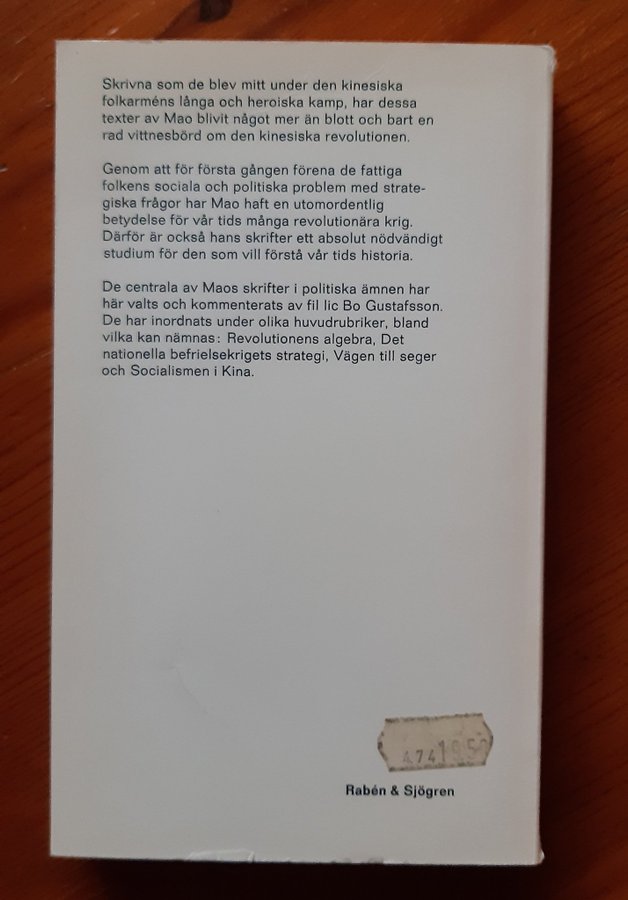 Skrivna som de blev mitt under den kinesiska
folkarméns långa och heroiska kamp, har dessa
texter av Mao blivit något mer än blott och bart en
rad vittnesbörd om den kinesiska revolutionen.
Genom att för första gången förena de fattiga
folkens sociala och politiska problem med strate-
giska frågor har Mao haft en utomordentlig
betydelse för vår tids många revolutionära krig.
Därför är också hans skrifter ett absolut nödvändigt
studium för den som vill förstå vår tids historia.
De centrala av Maos skrifter i politiska ämnen har
här valts och kommenterats av fil lic Bo Gustafsson.
De har inordnats under olika huvudrubriker, bland
vilka kan nämnas: Revolutionens algebra, Det
nationella befrielsekrigets strategi, Vägen till seger
och Socialismen i Kina.
4.74 19.50
Rabén & Sjögren